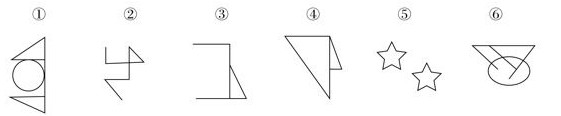 ① ② ③ ④ ⑤ ⑥